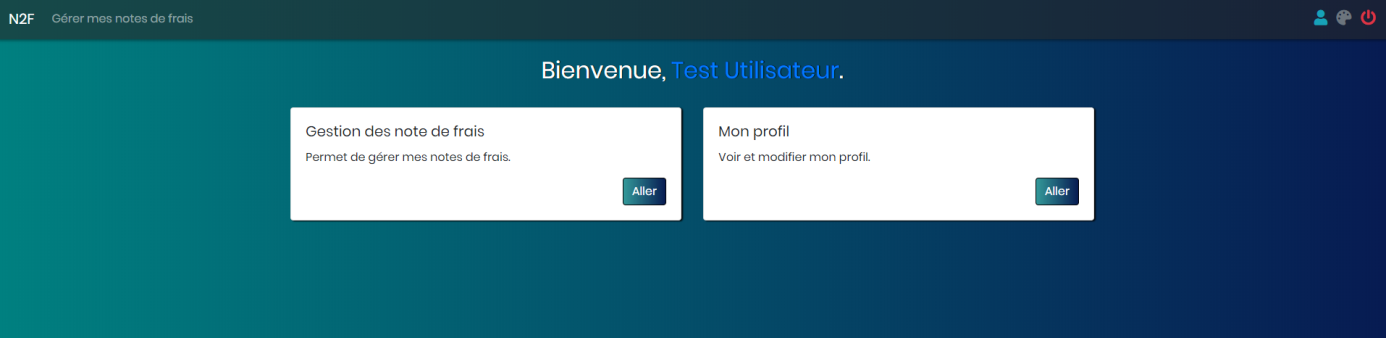 N2F Gérer mes notes de frais
Bienvenue, Test Utilisateur.
Gestion des note de frais
Permet de gérer mes notes de frais.
Aller
Mon profil
Voir et modifier mon profil.
Aller